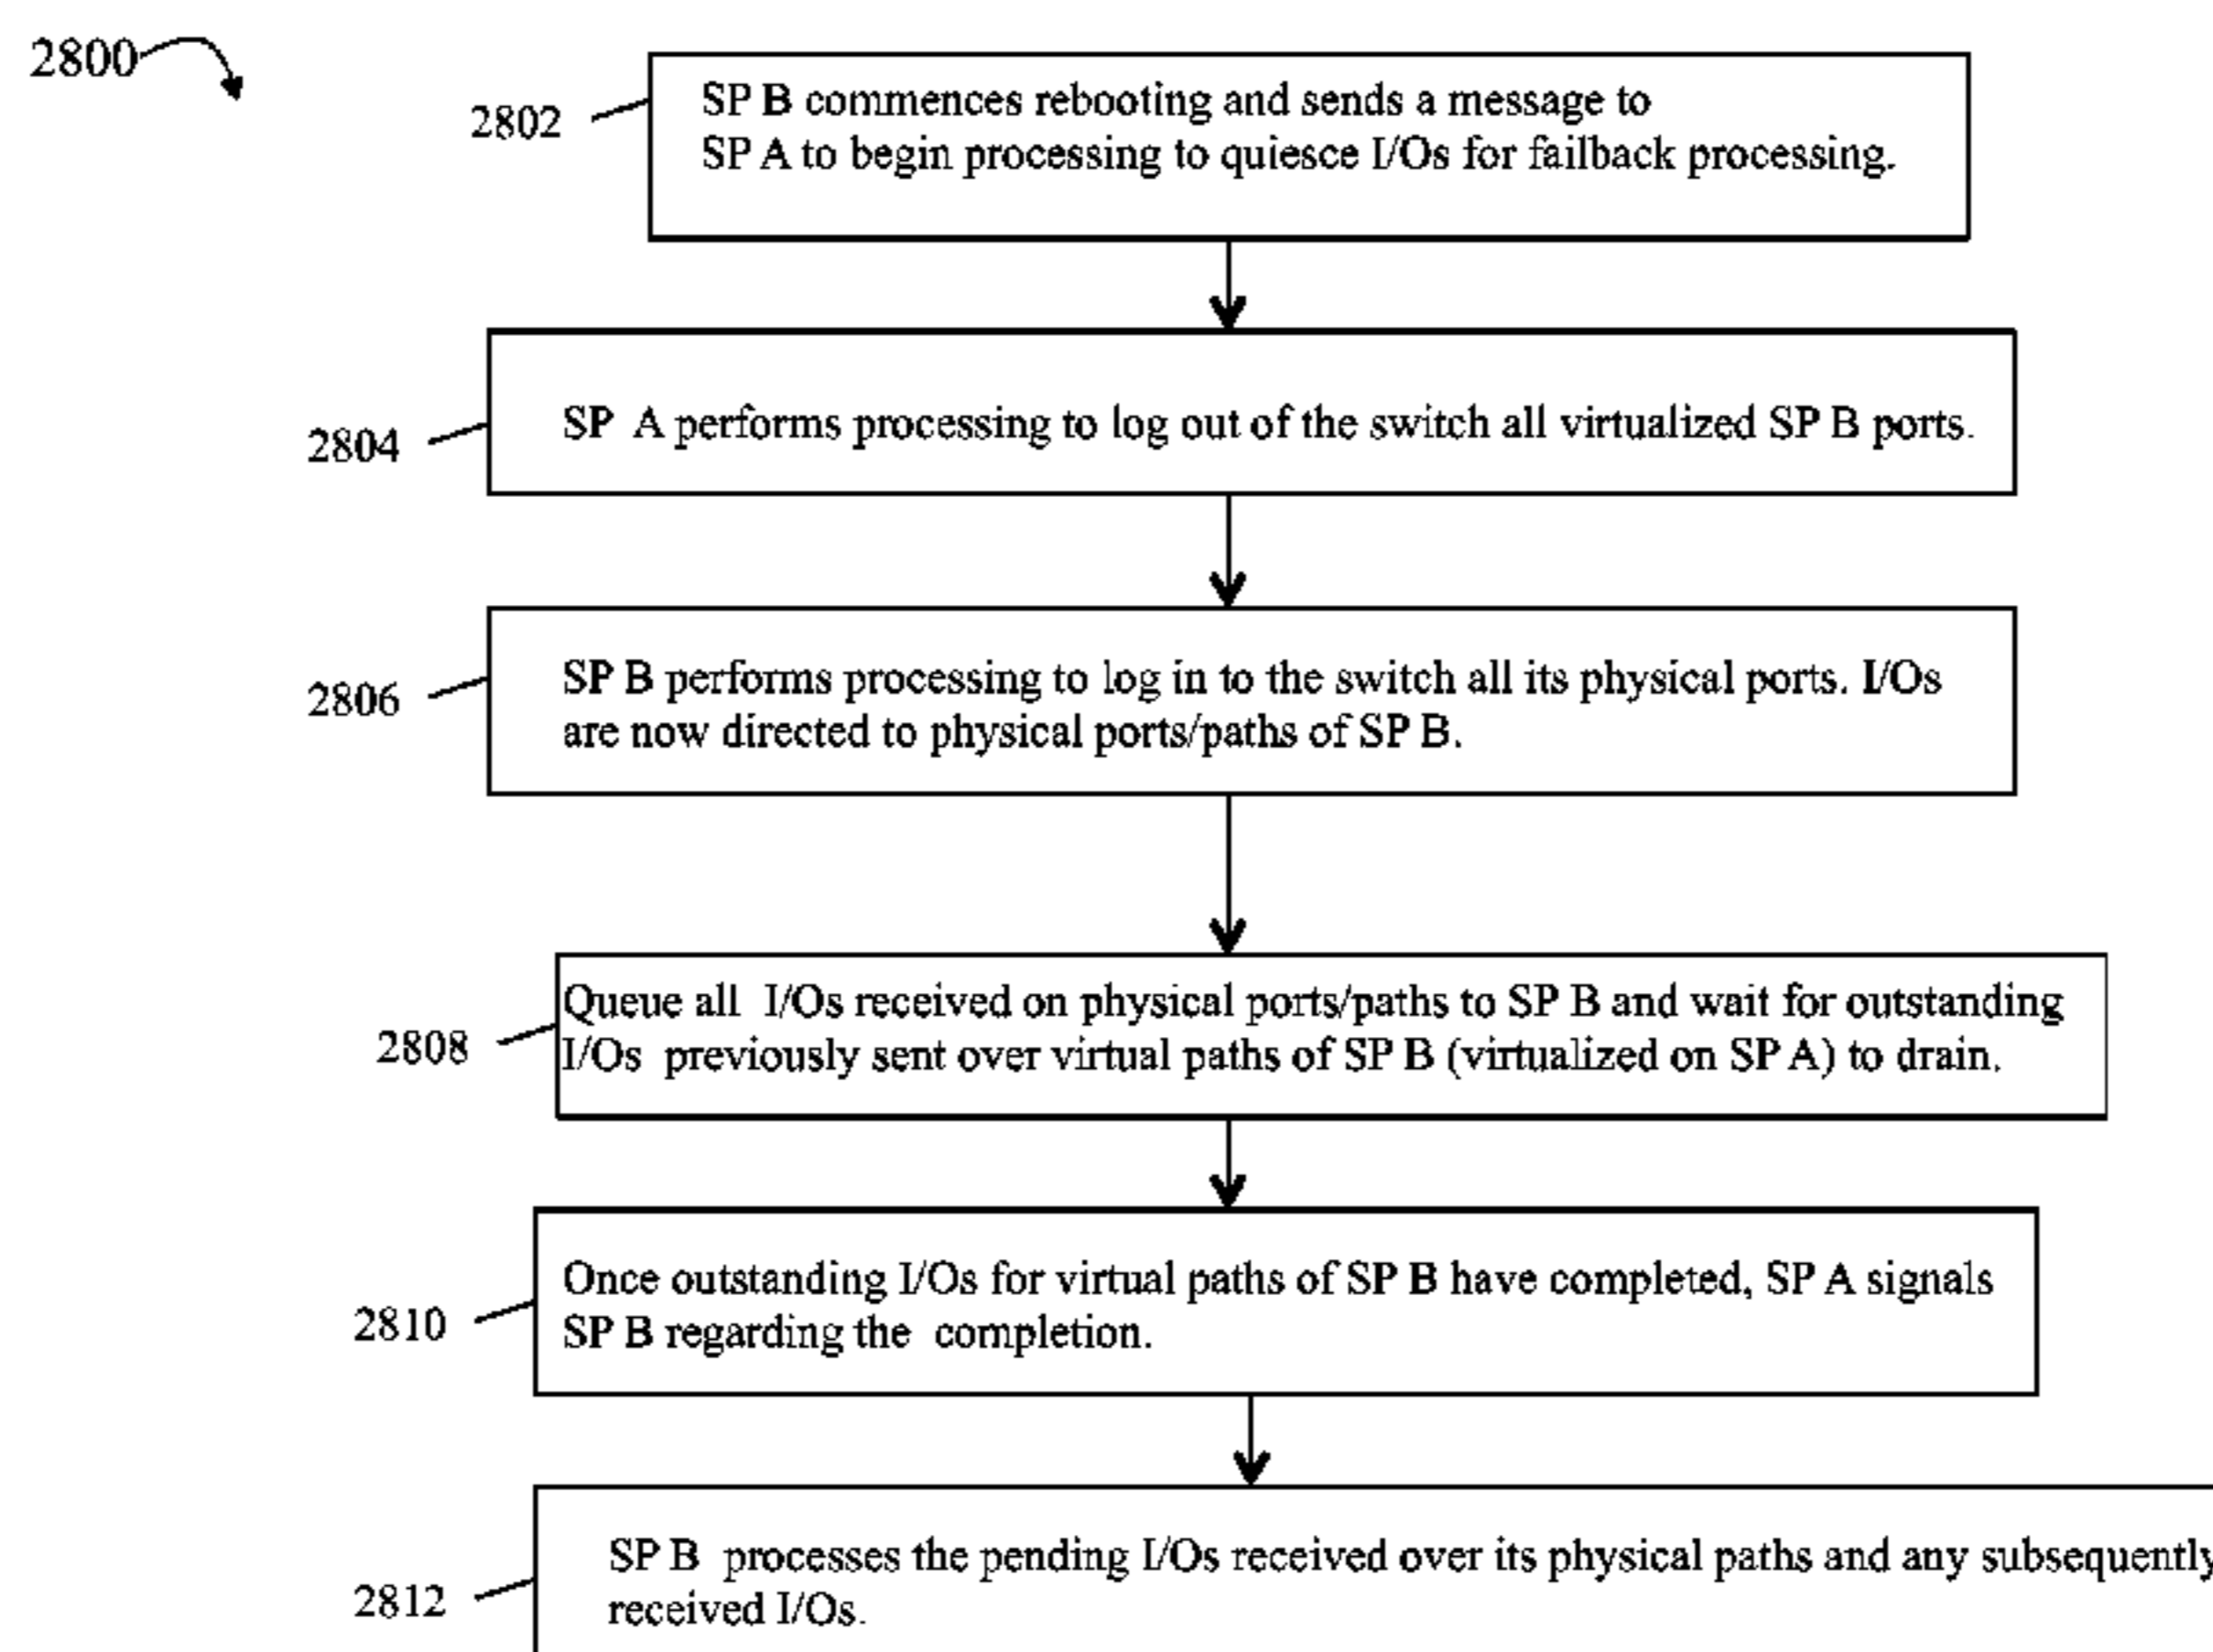 2800
2802
SP B commences rebooting and sends a message to
SP A to begin processing to quiesce I/Os for failback processing.
2804
SP A performs processing to log out of the switch all virtualized SP B ports.
2806
SP B performs processing to log in to the switch all its physical ports. I/Os
are now directed to physical ports/paths of SP B.
2808
Queue all I/Os received on physical ports/paths to SP B and wait for outstanding
I/Os previously sent over virtual paths of SP B (virtualized on SP A) to drain.
2810
Once outstanding I/Os for virtual paths of SP B have completed, SP A signals
SP B regarding the completion.
2812
SP B processes the pending I/Os received over its physical paths and any subsequently
received I/Os.